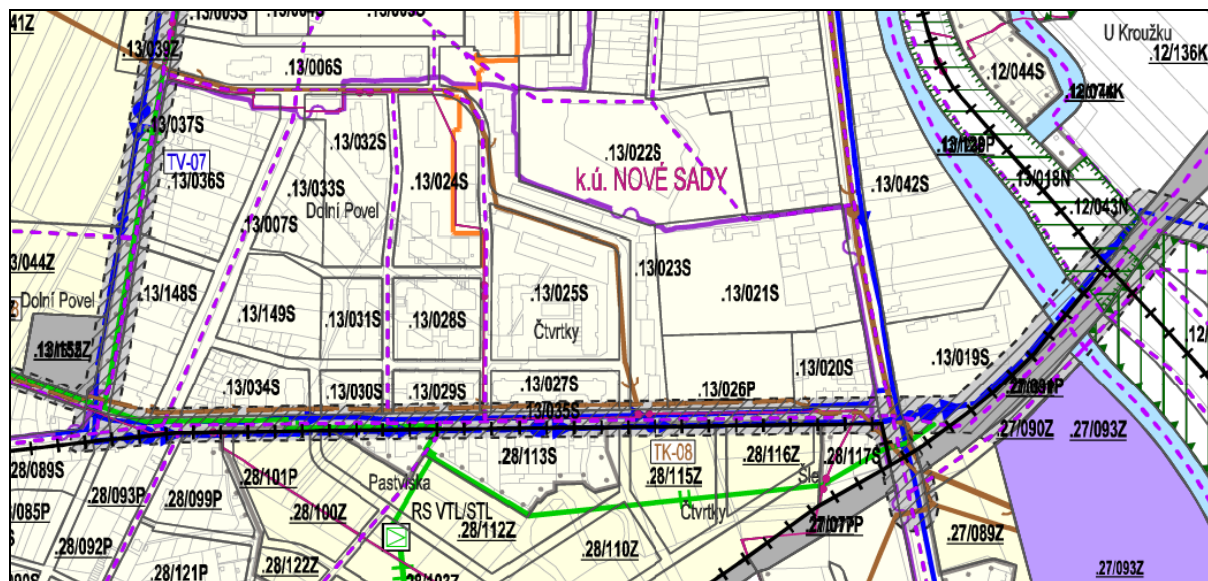 .13/005S
U Kroužku
.12/136K
.13/039Z
.13/006S
.12/044S
.13/037S
.13/032S
.13/022S
TV-07
.13/036S
.13/024S
k.ú. NOVÉ SADY
.13/042S
.13/018N
.13/033S
Dolní Povel
.12/043N
.13/007S
.13/023S
Dolní Povel
.13/148S
.13/025S
.13/021S
.13/149S
.13/031S
.13/028S
Čtvrtky
.13/019S
.13/020S
.13/034S
.13/030S
.13/029S
.13/027S
.13/026P
.13/035S
.27/090Z
.27/093Z
.28/089S
.28/113S
TK-08
.28/116Z
.28/117S
.28/101P
.28/093P
.28/099P
Pastviska
.28/115Z
Sle
.28/100Z
RS VTL/STL
.28/112Z
Čtvrtky
.28/092P
.28/110Z
.27/089Z
.28/122Z
.28/121P
.27/093Z